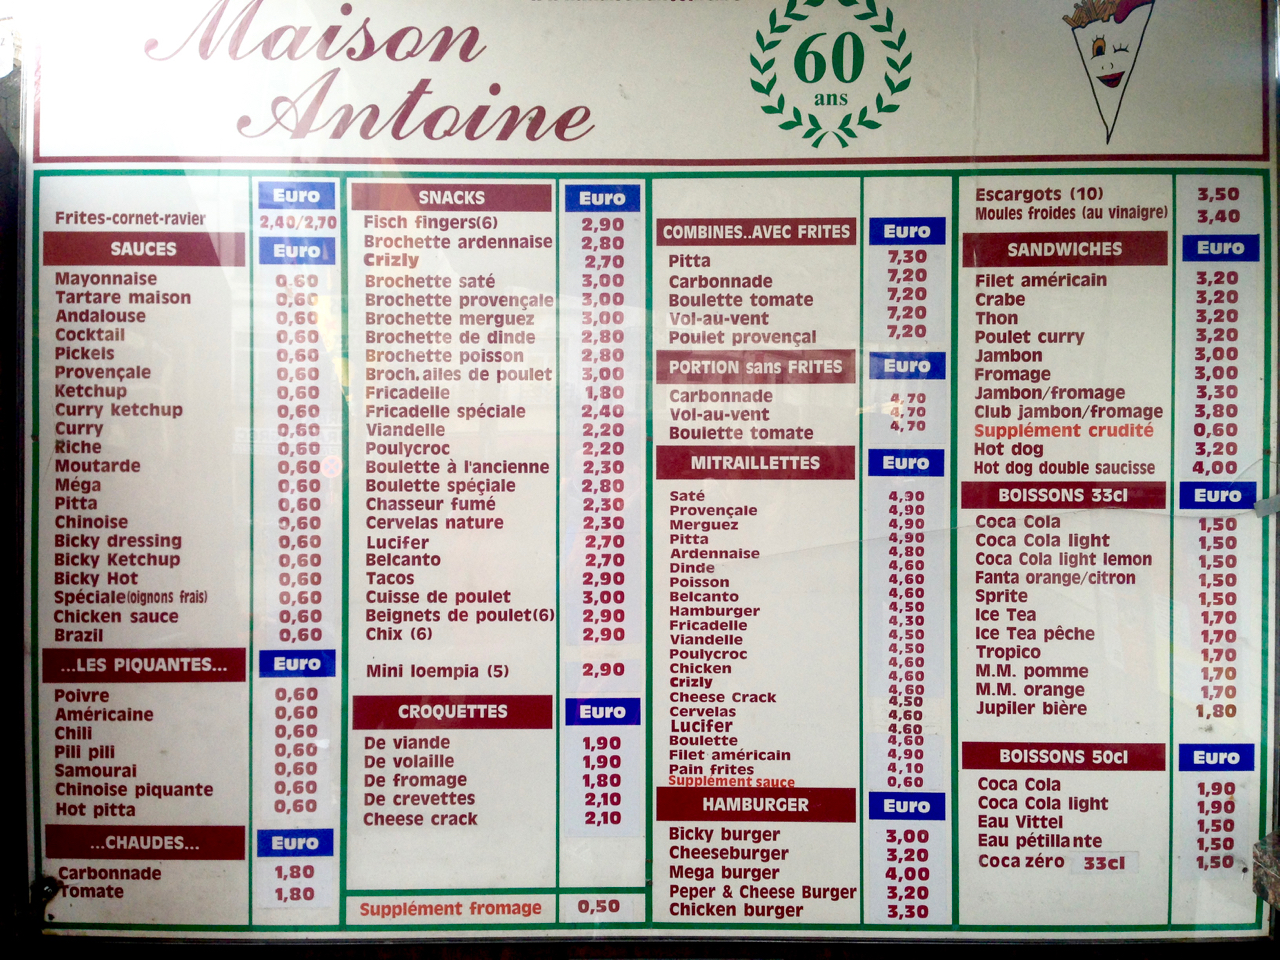 Maison
Antoine
60
ans
Euro
Frites-cornet-ravier 2,40/2,70
SAUCES Euro
Mayonnaise 0,60
Tartare maison 0,60
Andalouse 0,60
Cocktail 0,60
Pickels 0,60
Provençale 0,60
Ketchup 0,60
Curry ketchup 0,60
Curry 0,60
Riche 0,60
Moutarde 0,60
Méga 0,60
Pitta 0,60
Chinoise 0,60
Bicky dressing 0,60
Bicky Ketchup 0,60
Bicky Hot 0,60
Spéciale(oignons frais) 0,60
Chicken sauce 0,60
Brazil 0,60
...LES PIQUANTES... Euro
Poivre 0,60
Américaine 0,60
Chili 0,60
Pili pili 0,60
Samourai 0,60
Chinoise piquante 0,60
Hot pitta 0,60
...CHAUDES... Euro
Carbonnade 1,80
Tomate 1,80
SNACKS Euro
Fisch fingers(6) 2,90
Brochette ardennaise 2,80
Crizly 2,70
Brochette saté 3,00
Brochette provençale 3,00
Brochette merguez 3,00
Brochette de dinde 2,80
Brochette poisson 2,80
Broch.ailes de poulet 3,00
Fricadelle 1,80
Fricadelle spéciale 2,40
Viandelle 2,20
Poulycroc 2,20
Boulette à l'ancienne 2,30
Boulette spéçiale 2,80
Chasseur fumé 2,30
Cervelas nature 2,30
Lucifer 2,70
Belcanto 2,70
Tacos 2,90
Cuisse de poulet 3,00
Beignets de poulet(6) 2,90
Chix (6) 2,90
Mini loempia (5) 2,90
CROQUETTES Euro
De viande 1,90
De volaille 1,90
De fromage 1,80
De crevettes 2,10
Cheese crack 2,10
Supplément fromage 0,50
COMBINES..AVEC FRITES Euro
Pitta 7,30
Carbonnade 7,20
Boulette tomate 7,20
Vol-au-vent 7,20
Poulet provençal 7,20
PORTION sans FRITES Euro
Carbonnade 4,70
Vol-au-vent 4,70
Boulette tomate 4,70
MITRAILLETTES Euro
Saté 4,90
Provençale 4,90
Merguez 4,90
Pitta 4,90
Ardennaise 4,80
Dinde 4,60
Poisson 4,60
Belcanto 4,60
Hamburger 4,50
Fricadelle 4,30
Viandelle 4,50
Poulycroc 4,50
Chicken 4,60
Crizly 4,60
Cheese Crack 4,60
Cervelas 4,50
Lucifer 4,60
Boulette 4,60
Filet américain 4,90
Pain frites 4,10
Supplément sauce 0,60
HAMBURGER Euro
Bicky burger 3,00
Cheeseburger 3,20
Mega burger 4,00
Peper & Cheese Burger 3,20
Chicken burger 3,30
Escargots (10) 3,50
Moules froides (au vinaigre) 3,40
SANDWICHES Euro
Filet américain 3,20
Crabe 3,20
Thon 3,20
Poulet curry 3,20
Jambon 3,00
Fromage 3,00
Jambon/fromage 3,30
Club jambon/fromage 3,80
Supplément crudité 0,60
Hot dog 3,20
Hot dog double saucisse 4,00
BOISSONS 33cl Euro
Coca Cola 1,50
Coca Cola light 1,50
Coca Cola light lemon 1,50
Fanta orange/citron 1,50
Sprite 1,50
Ice Tea 1,70
Ice Tea pêche 1,70
Tropico 1,70
M.M. pomme 1,70
M.M. orange 1,70
Jupiler bière 1,80
BOISSONS 50cl Euro
Coca Cola 1,90
Coca Cola light 1,90
Eau Vittel 1,50
Eau pétillante 1,50
Coca zéro 33cl 1,50